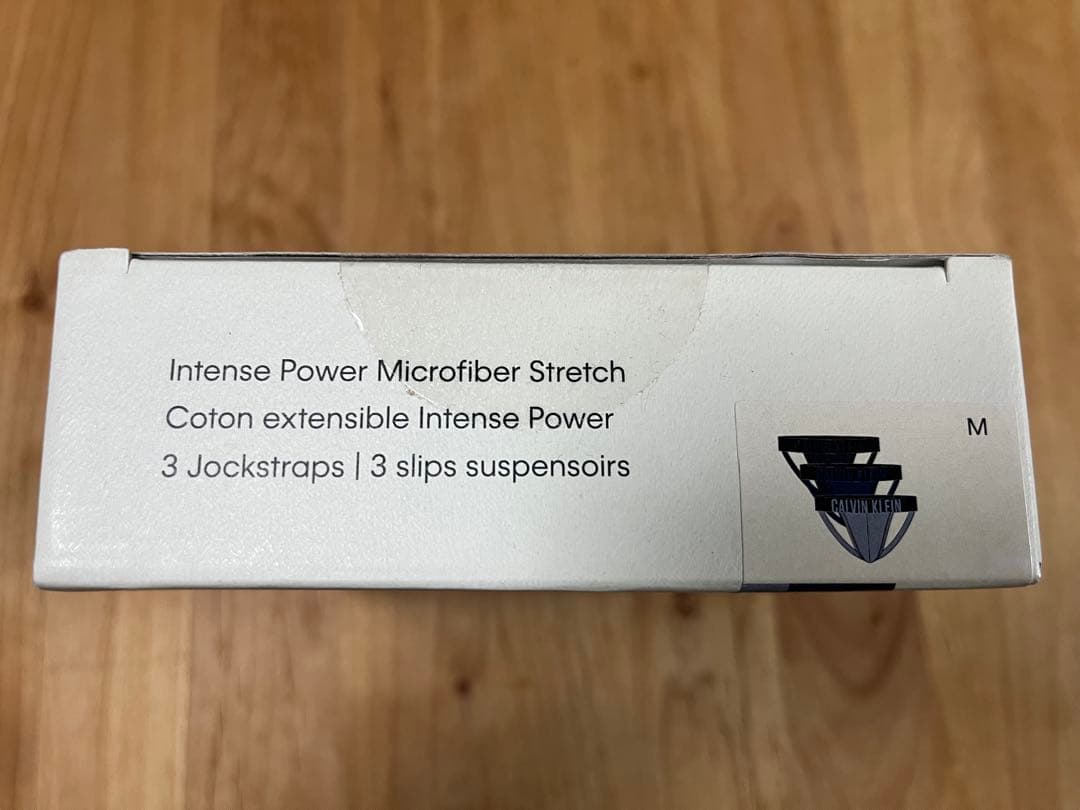 Intense Power Microfiber Stretch
Coton extensible Intense Power
3 Jockstraps | 3 slips suspensoirs
M
CALVIN KLEIN